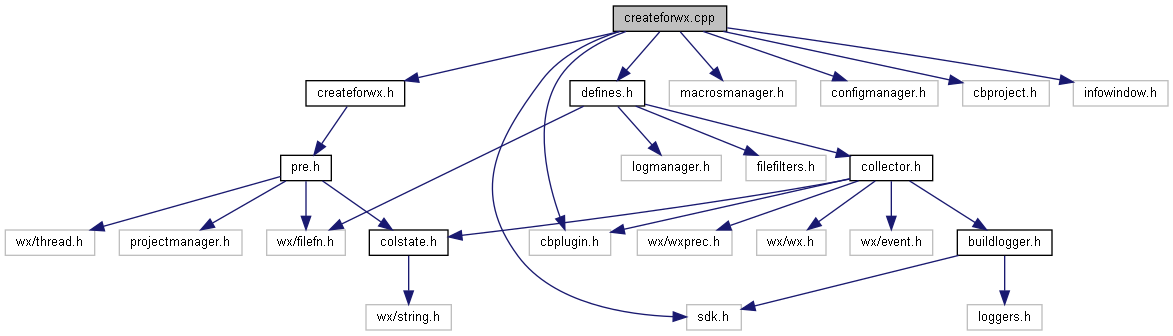 createforwx.cpp
createforwx.h
defines.h
macrosmanager.h
configmanager.h
cbproject.h
infowindow.h
pre.h
logmanager.h
filefilters.h
collector.h
wx/thread.h
projectmanager.h
wx/filefn.h
colstate.h
cbplugin.h
wx/wxprec.h
wx/wx.h
wx/event.h
buildlogger.h
wx/string.h
sdk.h
loggers.h